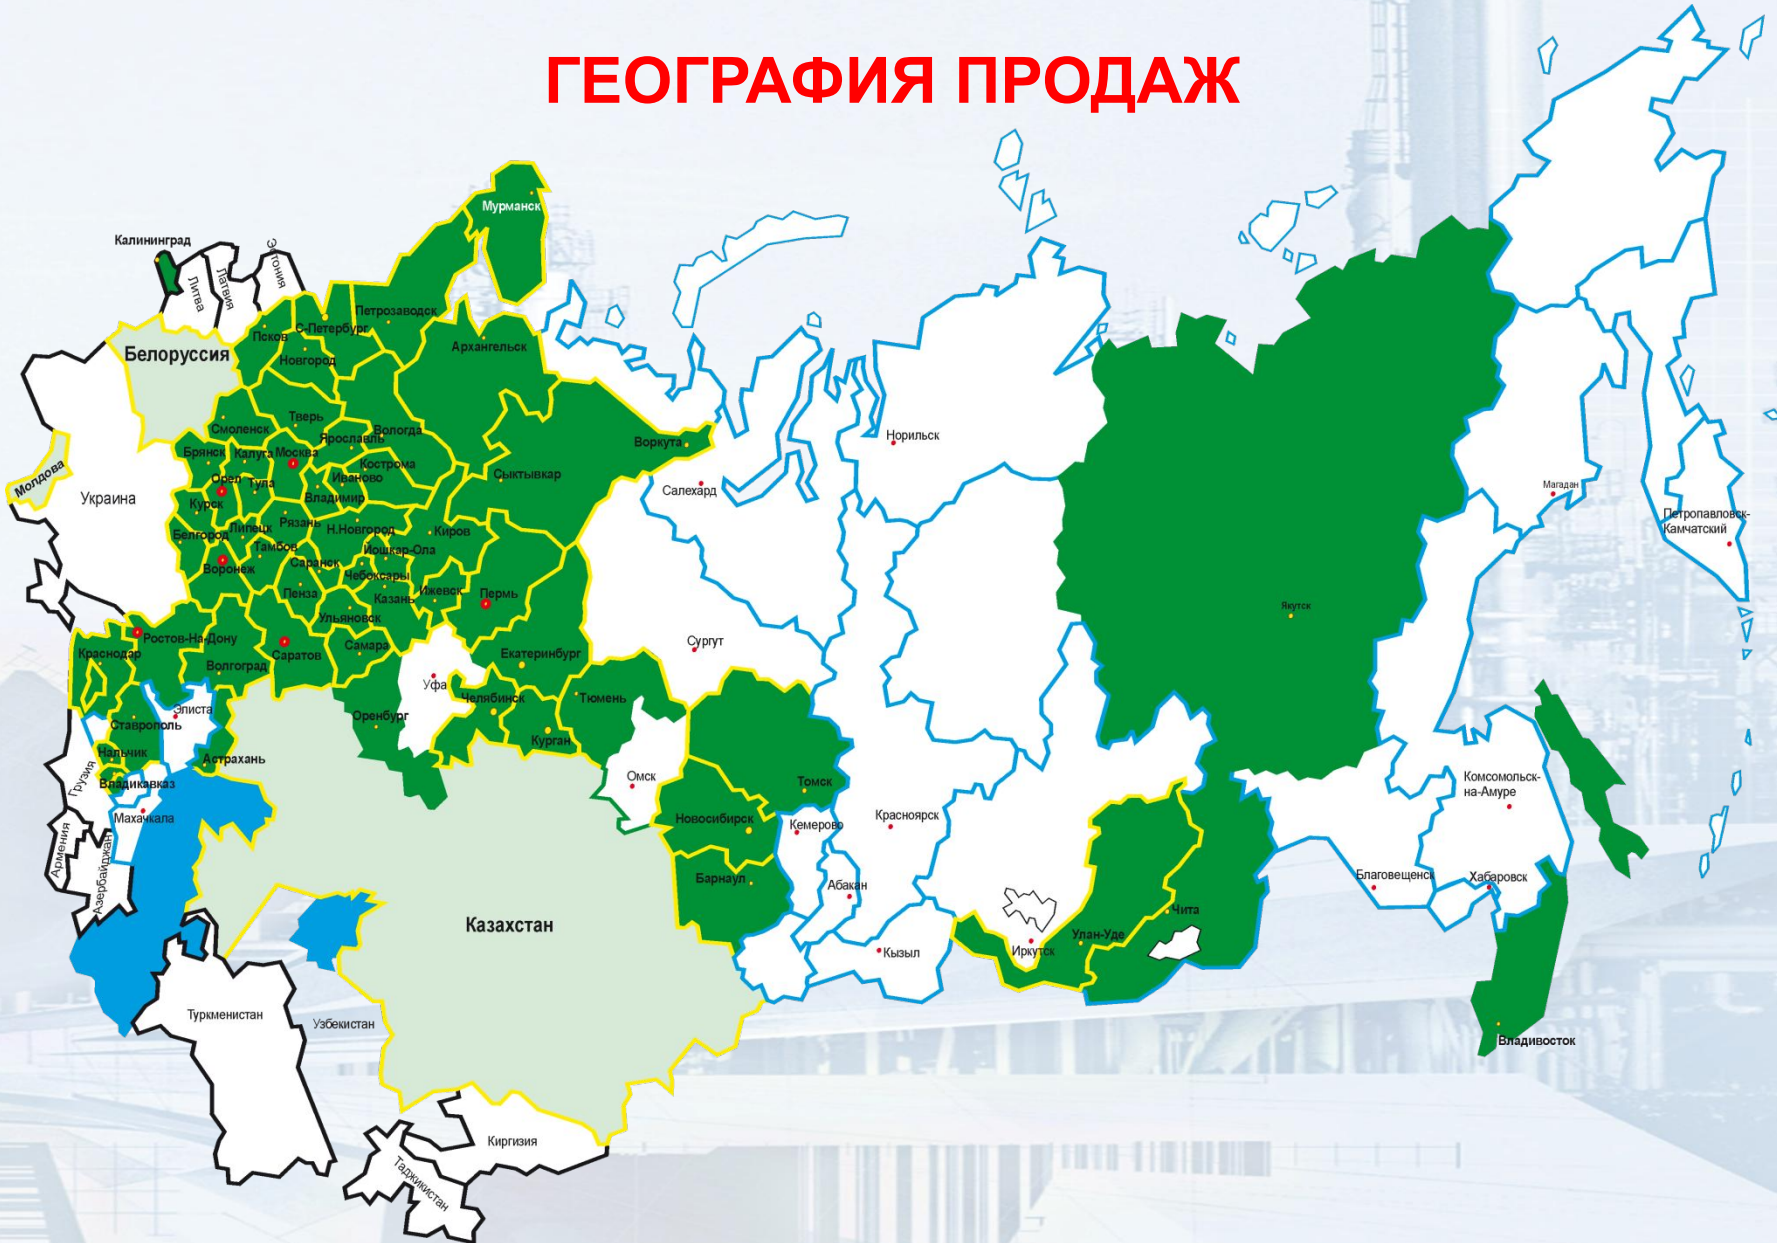 ГЕОГРАФИЯ ПРОДАЖ
Мурманск
Калининград
Литва
Латвия
Эстония
Петрозаводск
С-Петербург
Псков
Новгород
Архангельск
Белоруссия
Тверь
Смоленск
Вологда
Ярославль
Воркута
Норильск
Брянск
Калуга
Москва
Кострома
Сыктывкар
Иваново
Орел
Тула
Владимир
Молдова
Украина
Салехард
Магадан
Курск
Рязань
Петропавловск-
Камчатский
Белгород
Липецк
Н.Новгород
Киров
Тамбов
Йошкар-Ола
Воронеж
Саранск
Чебоксары
Пенза
Казань
Ижевск
Пермь
Якутск
Ульяновск
Ростов-На-Дону
Краснодар
Волгоград
Саратов
Самара
Екатеринбург
Сургут
Уфа
Челябинск
Тюмень
Элиста
Оренбург
Ставрополь
Курган
Нальчик
Астрахань
Грузия
Владикавказ
Омск
Томск
Комсомольск-
на-Амуре
Махачкала
Новосибирск
Кемерово
Красноярск
Армения
Азербайджан
Барнаул
Абакан
Благовещенск
Хабаровск
Казахстан
Чита
Улан-Уде
Иркутск
Кызыл
Туркменистан
Узбекистан
Владивосток
Киргизия
Таджикистан